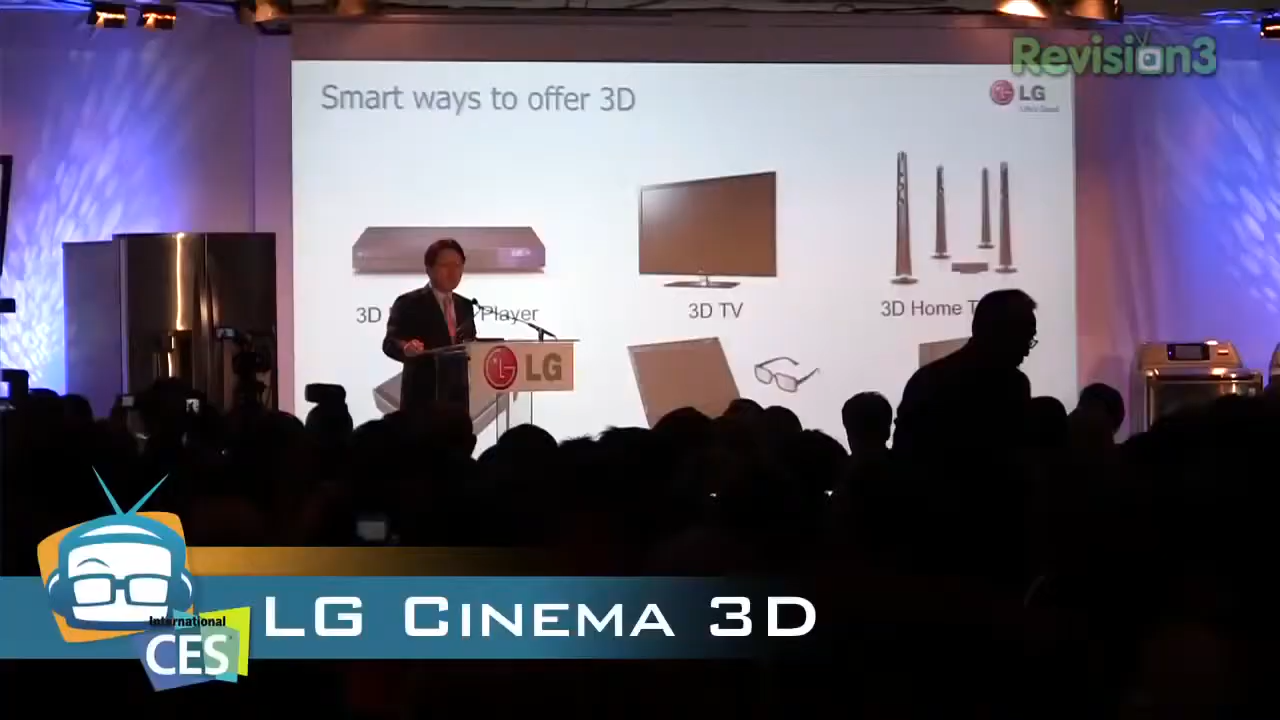 Revision3
Smart ways to offer 3D
LG
3D
Player
3D TV
3D Home
LG
International
CES
LG CINEMA 3D